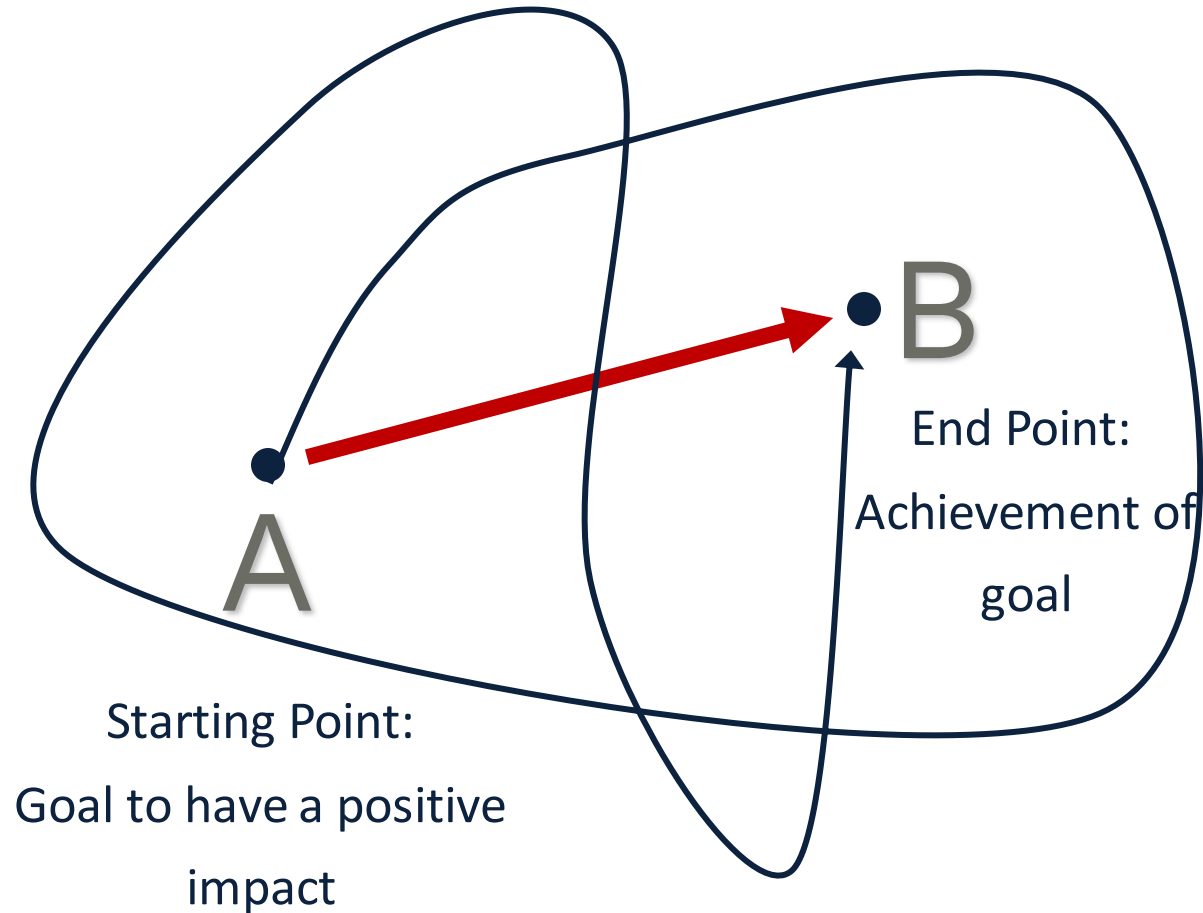 B
End Point:
Achievement of
goal
A
Starting Point:
Goal to have a positive
impact